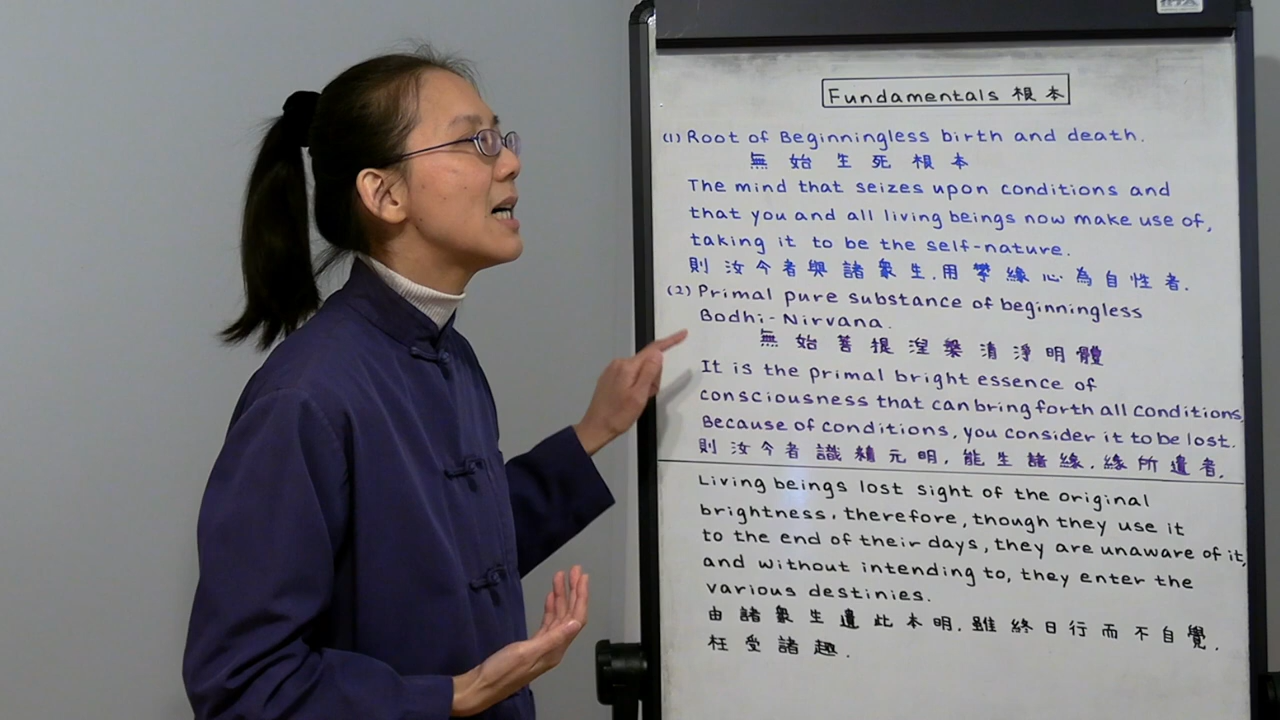 Fundamentals 根本
(1) Root of Beginningless birth and death.
無始生死根本
The mind that seizes upon conditions and
that you and all living beings now make use of,
taking it to be the self-nature.
則汝今者與諸眾生.用攀緣心為自性者.
(2) Primal pure substance of beginningless
Bodhi-Nirvana.
無始菩提涅槃清淨明體
It is the primal bright essence of
consciousness that can bring forth all conditions.
Because of conditions, you consider it to be lost.
則汝今者識精元明.能生諸緣.緣所遺者.
Living beings lost sight of the original
brightness. therefore, though they use it
to the end of their days, they are unaware of it,
and without intending to, they enter the
various destinies.
由諸眾生遺此本明.雖終日行而不自覺.
枉受諸趣.